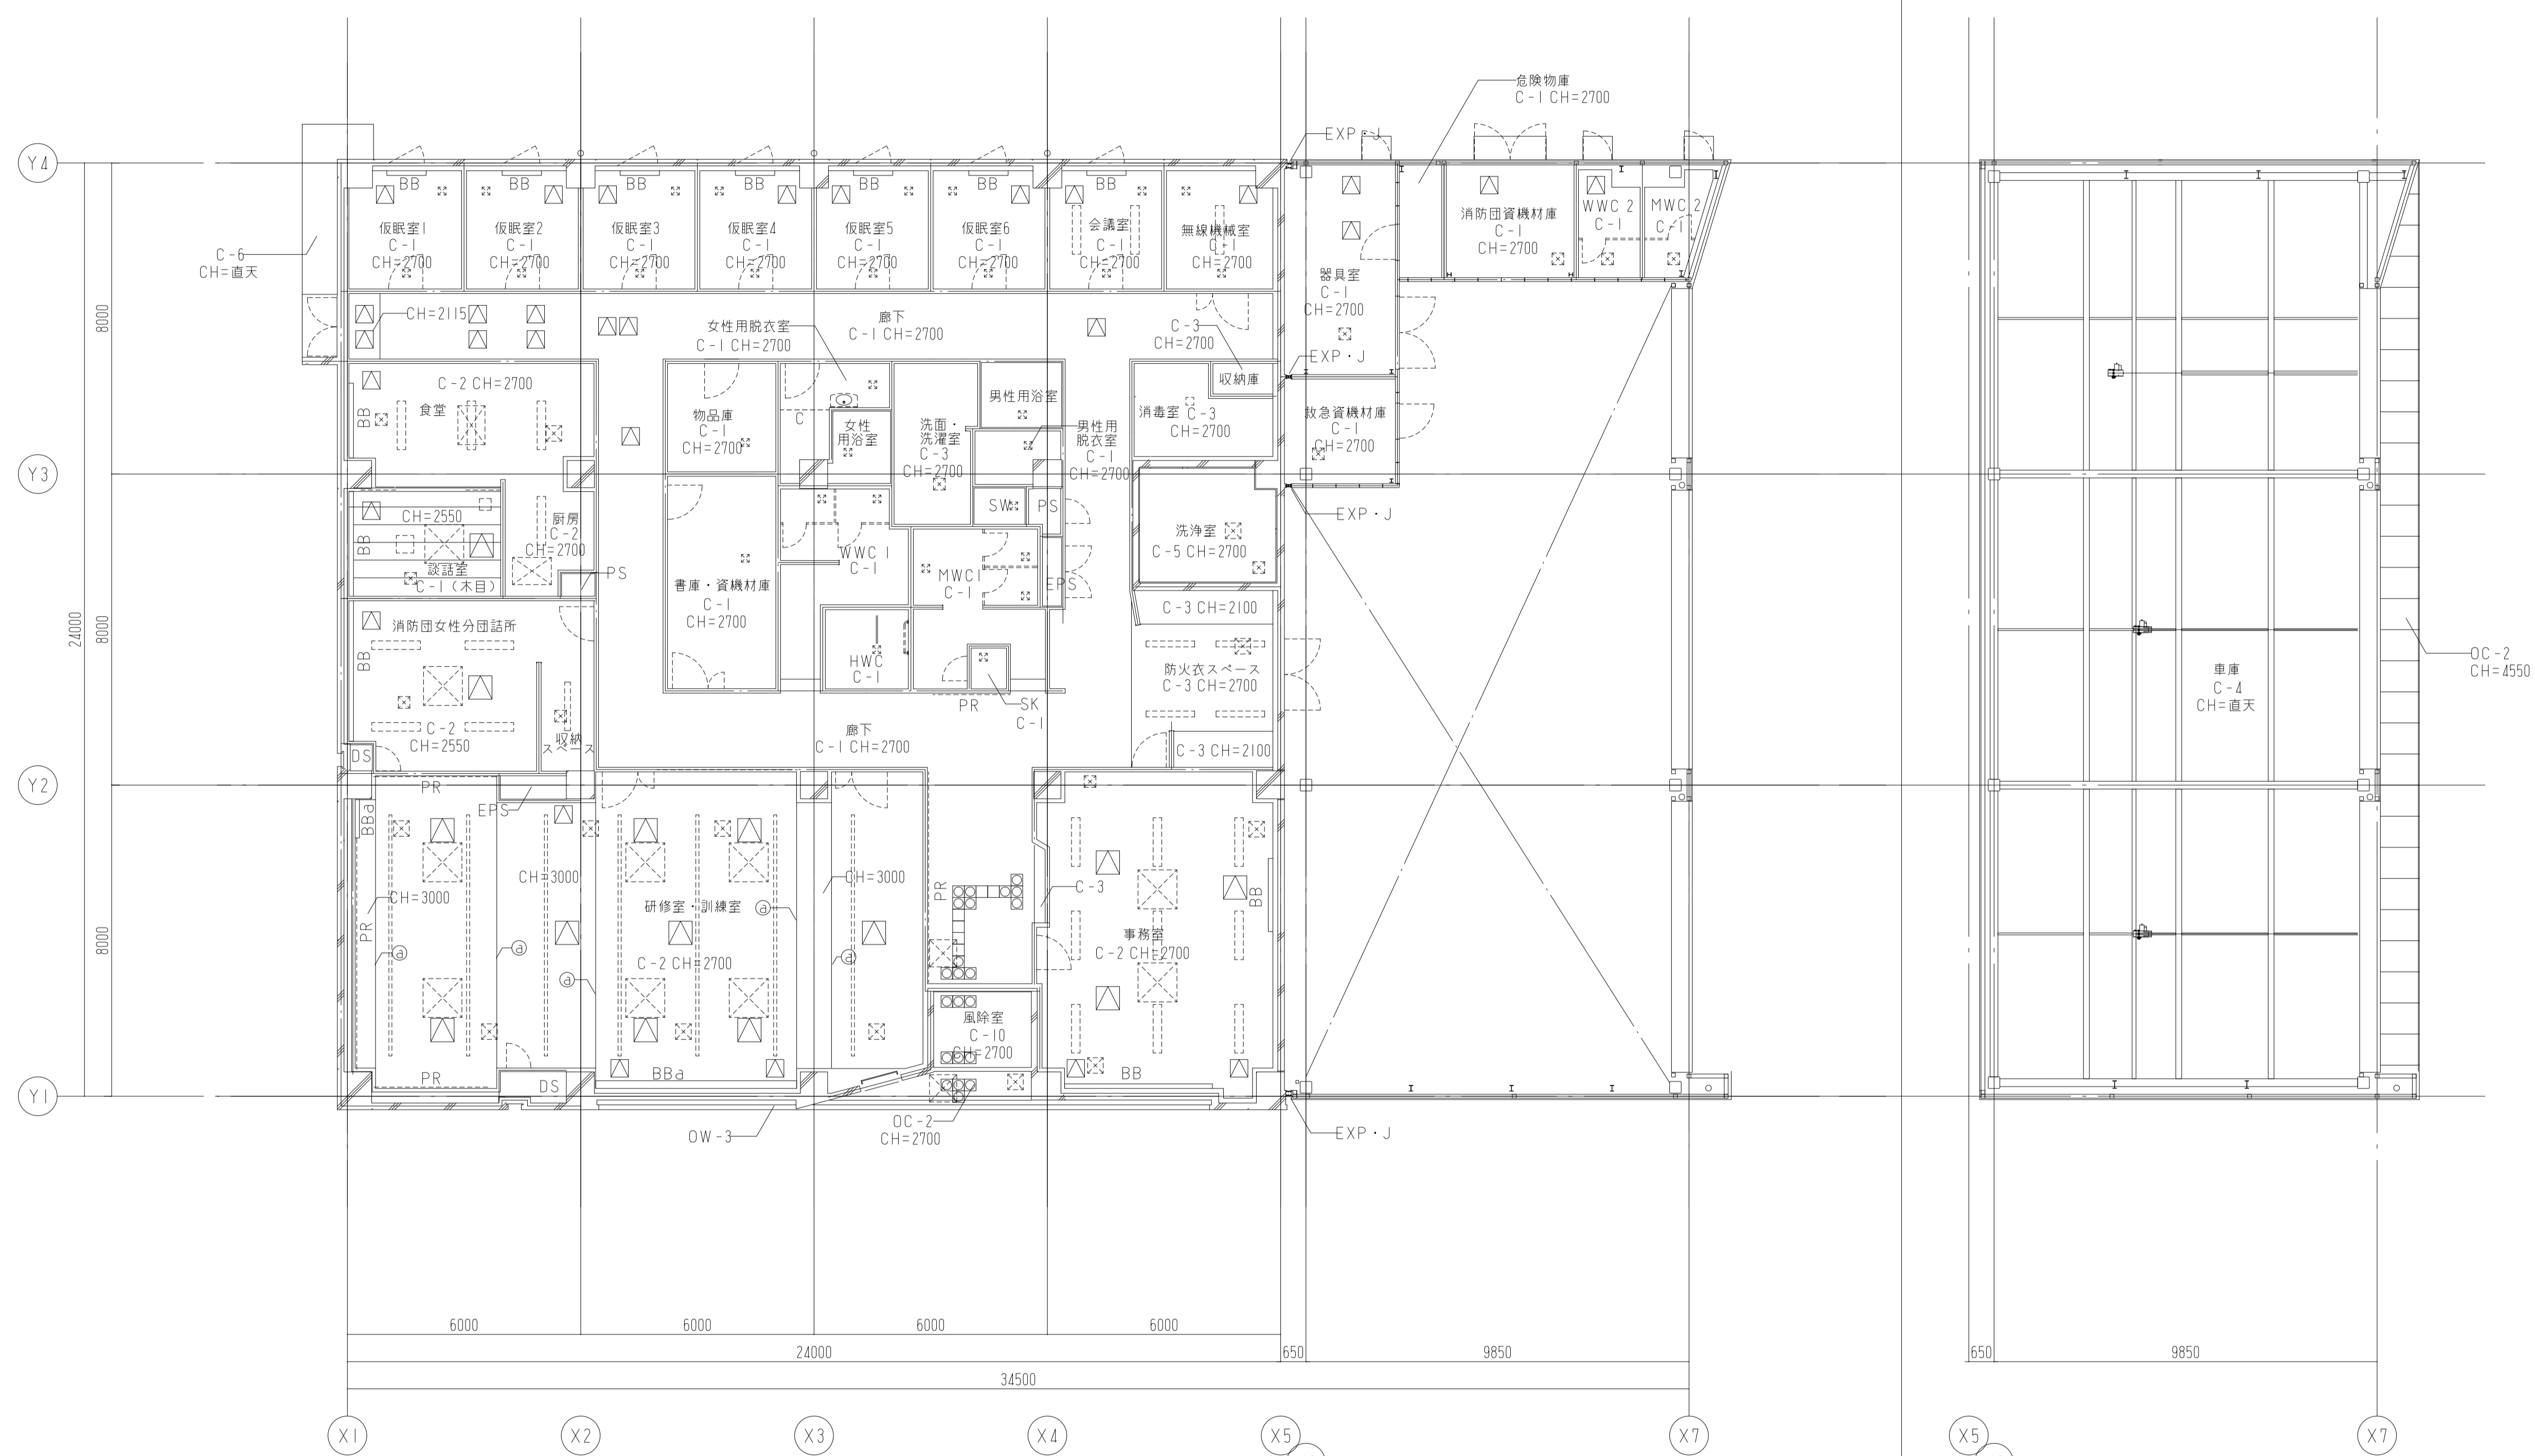 危険物庫
C-1 CH=2700
EXP・J
Y4
BB
BB
BB
BB
BB
BB
BB
仮眠室1
C-1
CH=2700
仮眠室2
C-1
CH=2700
仮眠室3
C-1
CH=2700
仮眠室4
C-1
CH=2700
仮眠室5
C-1
CH=2700
仮眠室6
C-1
CH=2700
会議室
C-1
CH=2700
無線機械室
C-1
CH=2700
器具室
C-1
CH=2700
消防団資機材庫
C-1
CH=2700
WWC 2
C-1
MWC 2
C-1
C-6
CH=直天
CH=2115
女性用脱衣室
C-1 CH=2700
廊下
C-1 CH=2700
C-3
CH=2700
EXP・J
8000
C-2 CH=2700
食堂
BB
物品庫
C-1
CH=2700
C
女性
用浴室
洗面・
洗濯室
C-3
CH=2700
男性用浴室
男性用
脱衣室
C-1
CH=2700
収納庫
消毒室
C-3
CH=2700
救急資機材庫
C-1
CH=2700
Y3
CH=2550
BB
談話室
C-1(木目)
厨房
C-2
CH=2700
PS
SW
PS
EXP・J
洗浄室
C-5 CH=2700
書庫・資機材庫
C-1
CH=2700
WWC 1
C-1
MWC1
C-1
EPS
24000
8000
消防団女性分団詰所
BB
C-2
CH=2550
収納
スペース
DS
HWC
C-1
PR
SK
C-1
C-3 CH=2100
防火衣スペース
C-3 CH=2700
C-3 CH=2100
廊下
C-1 CH=2700
車庫
C-4
CH=直天
OC-2
CH=4550
Y2
PR
EPS
BBa
CH=3000
PR
CH=3000
研修室・訓練室
C-2 CH=2700
CH=3000
PR
C-3
事務室
C-2 CH=2700
BB
a
a
a
a
a
8000
風除室
C-10
CH=2700
PR
DS
BBa
BB
Y1
OW-3
OC-2
CH=2700
EXP・J
6000
6000
6000
6000
24000
650
9850
650
9850
34500
X1
X2
X3
X4
X5
X7
X5
X7